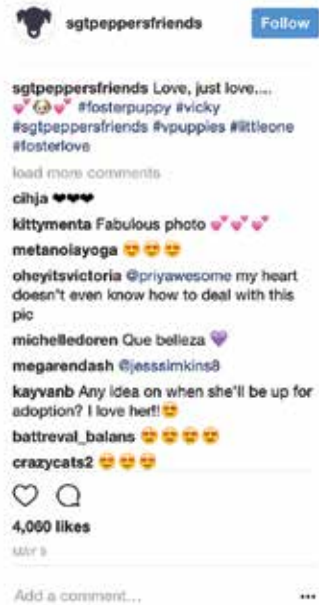 sgtpeppersfriends
Follow
sgtpeppersfriends Love, just love....
💕🐶💕 #fosterpuppy #vicky
#sgtpeppersfriends #vpuppies #littleone
#fosterlove
load more comments
cihja ❤❤❤
kittymenta Fabulous photo 💕💕💕
metanoiayoga 😍😍😍
oheyitsvictoria @priyawesome my heart
doesn't even know how to deal with this
pic
michelledoren Que belleza 💜
megarendash @jesssimkins8
kayvanb Any idea on when she'll be up for
adoption? I love her!!😍
battreval_balans 😍😍😍😍
crazycats2 😍😍😍
4,060 likes
MAY 9
Add a comment...